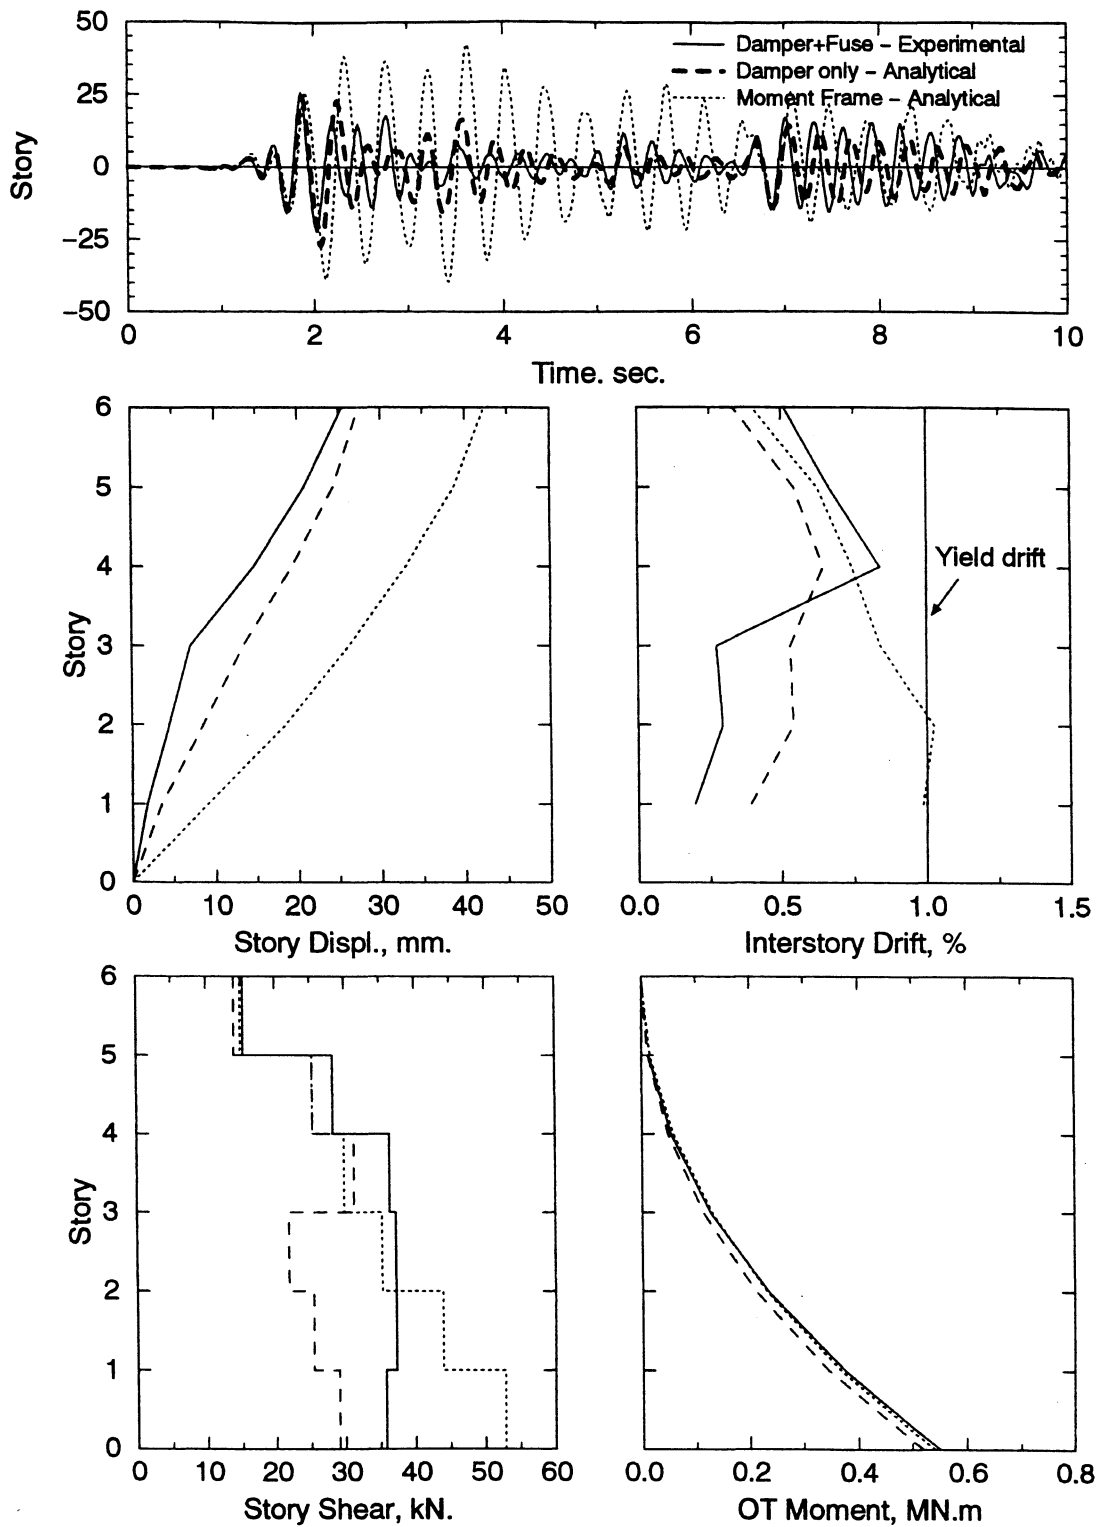 50
25
0
−25
−50
Story
Damper+Fuse – Experimental
Damper only – Analytical
Moment Frame – Analytical
0 2 4 6 8 10
Time. sec.
6
5
4
3
2
1
0
Story
0 10 20 30 40 50
Story Displ., mm.
Yield drift
0.0 0.5 1.0 1.5
Interstory Drift, %
6
5
4
3
2
1
0
Story
0 10 20 30 40 50 60
Story Shear, kN.
0.0 0.2 0.4 0.6 0.8
OT Moment, MN.m